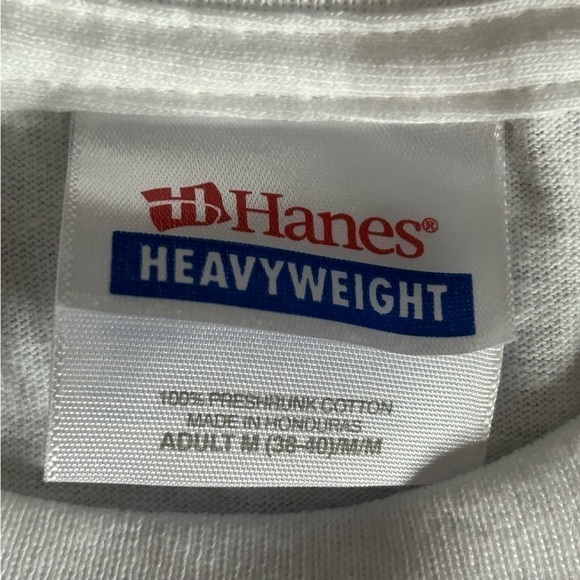 Hanes®
HEAVYWEIGHT
100% PRESHRUNK COTTON
MADE IN HONDURAS
ADULT M (38-40)/M/M